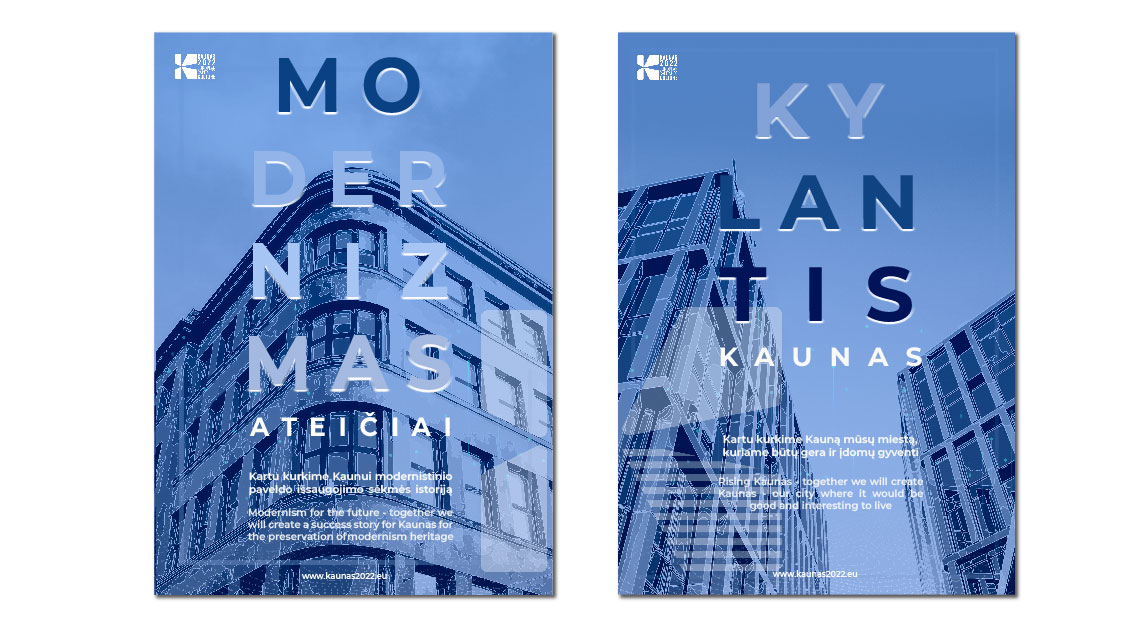 MO
DER
NIZ
MAS
ATEIČIAI
Kartu kurkime Kaunui modernistinio
paveldo išsaugojimo sėkmės istoriją
Modernism for the future - together we
will create a success story for Kaunas for
the preservation of modernism heritage
www.kaunas2022.eu
KY
LAN
TIS
KAUNAS
Kartu kurkime Kauną mūsų miestą,
kuriame būtų gera ir įdomų gyventi
Rising Kaunas - together we will create
Kaunas - our city where it would be
good and interesting to live
www.kaunas2022.eu